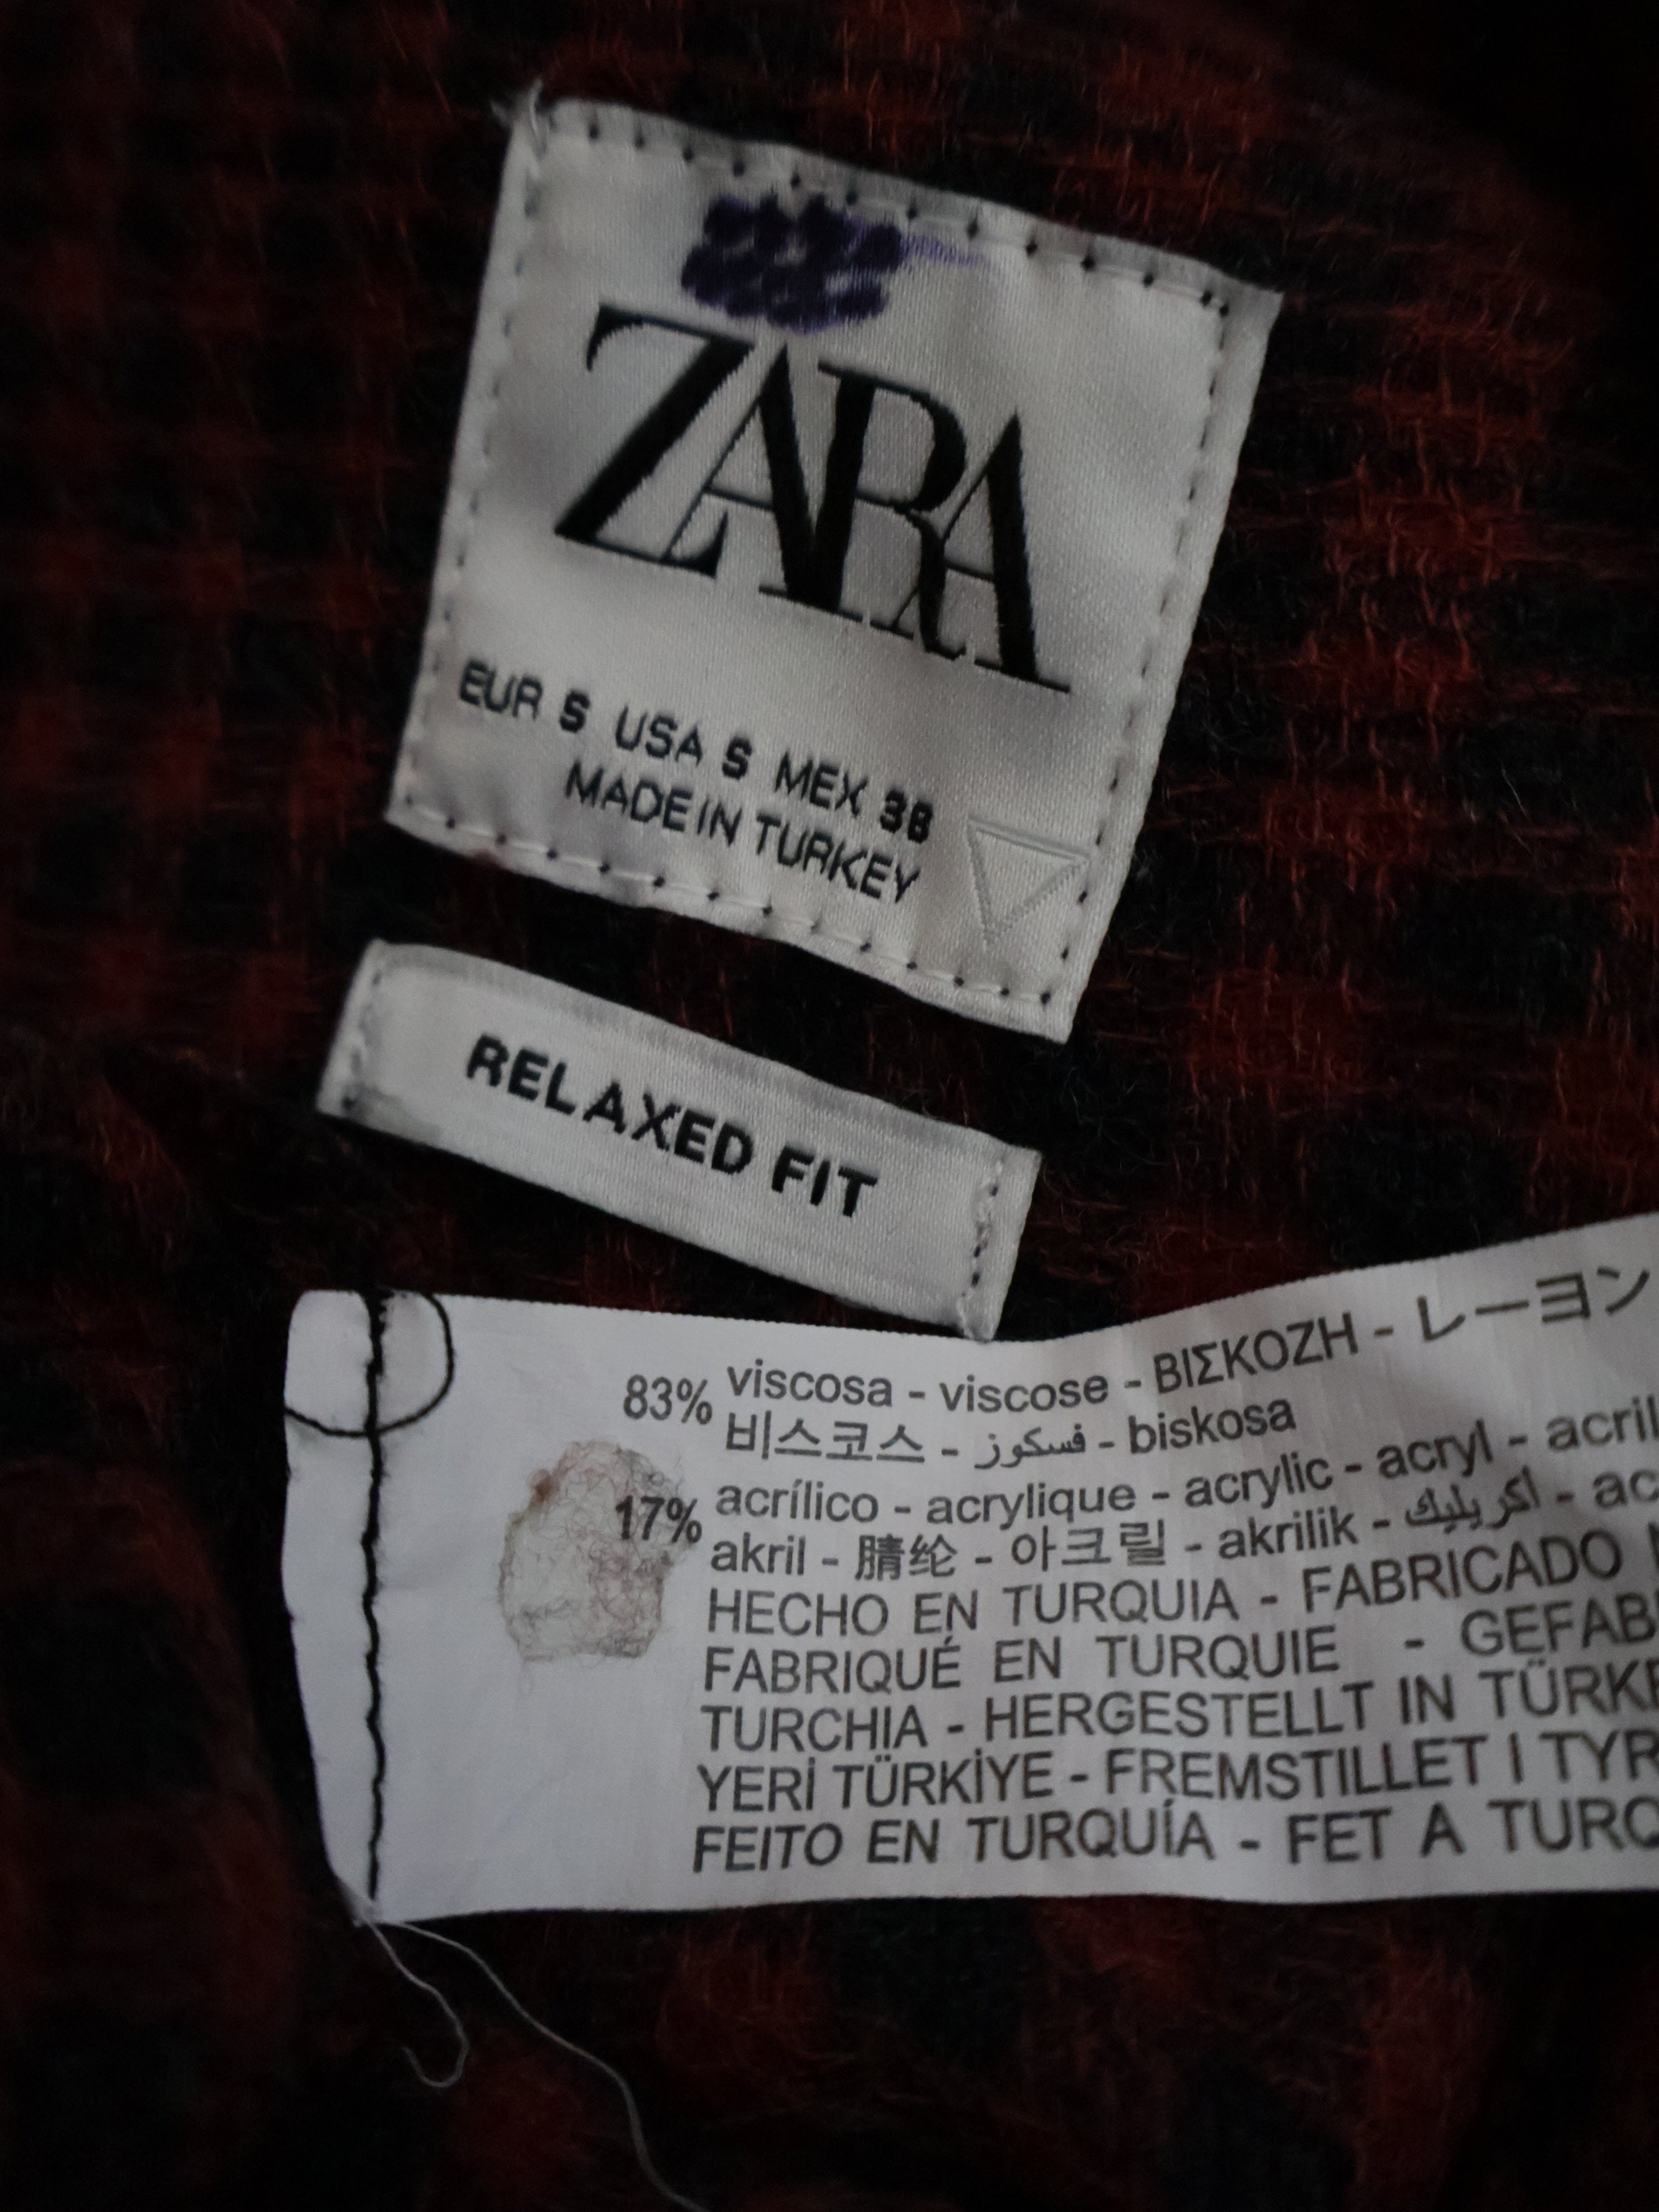 ZARA
EUR S USA S MEX 38
MADE IN TURKEY
RELAXED FIT
83% viscosa - viscose - ΒΙΣΚΟΖΗ - レーヨン
비스코스 - فسكوز - biskosa
17% acrílico - acrylique - acrylic - acryl - acril
akril - 腈纶 - 아크릴 - akrilik - اكريليك - ac
HECHO EN TURQUIA - FABRICADO
FABRIQUÉ EN TURQUIE - GEFAB
TURCHIA - HERGESTELLT IN TÜRK
YERİ TÜRKİYE - FREMSTILLET I TYR
FEITO EN TURQUÍA - FET A TURQ